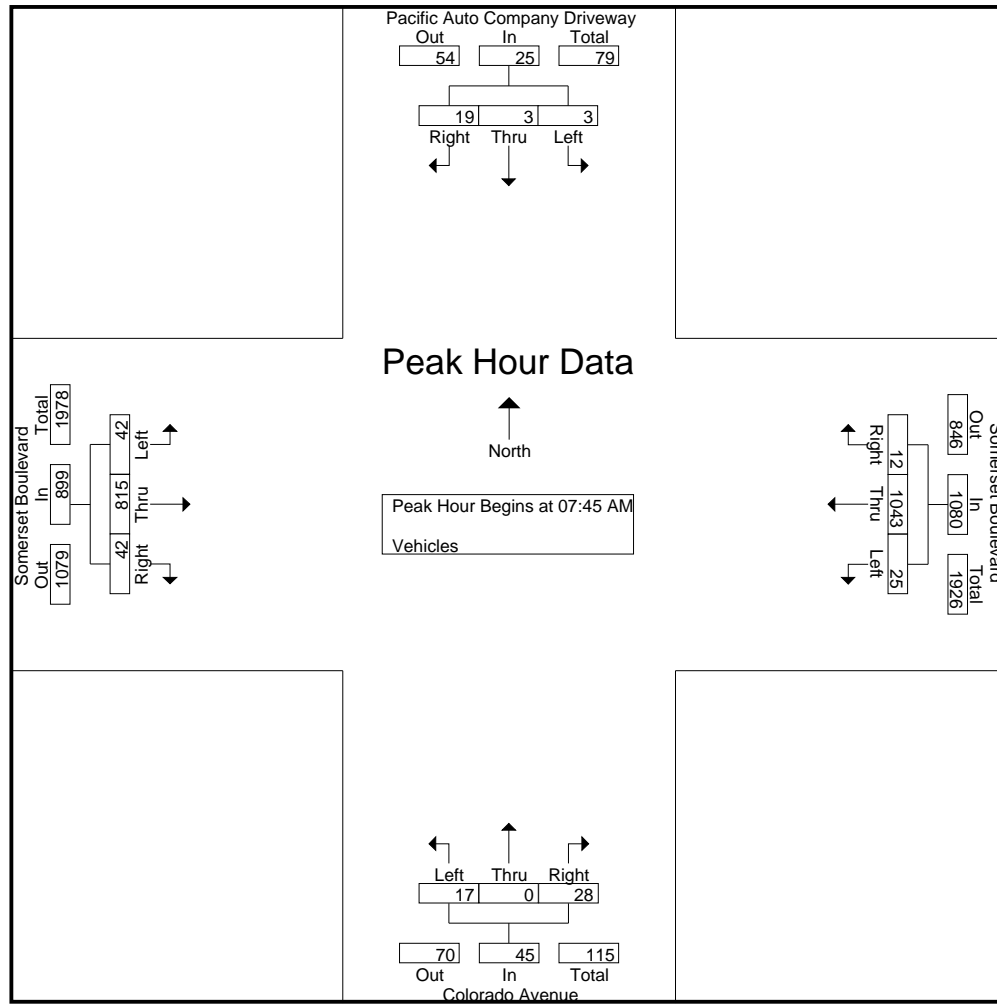 Pacific Auto Company Driveway
Out In Total
54 25 79
19 3 3
Right Thru Left
Peak Hour Data
North
Peak Hour Begins at 07:45 AM
Vehicles
Somerset Boulevard
Out In Total
1079 899 1978
42 815 42
Left Thru Right
Somerset Boulevard
Out In Total
846 1080 1926
12 1043 25
Right Thru Left
Left Thru Right
17 0 28
70 45 115
Out In Total
Colorado Avenue